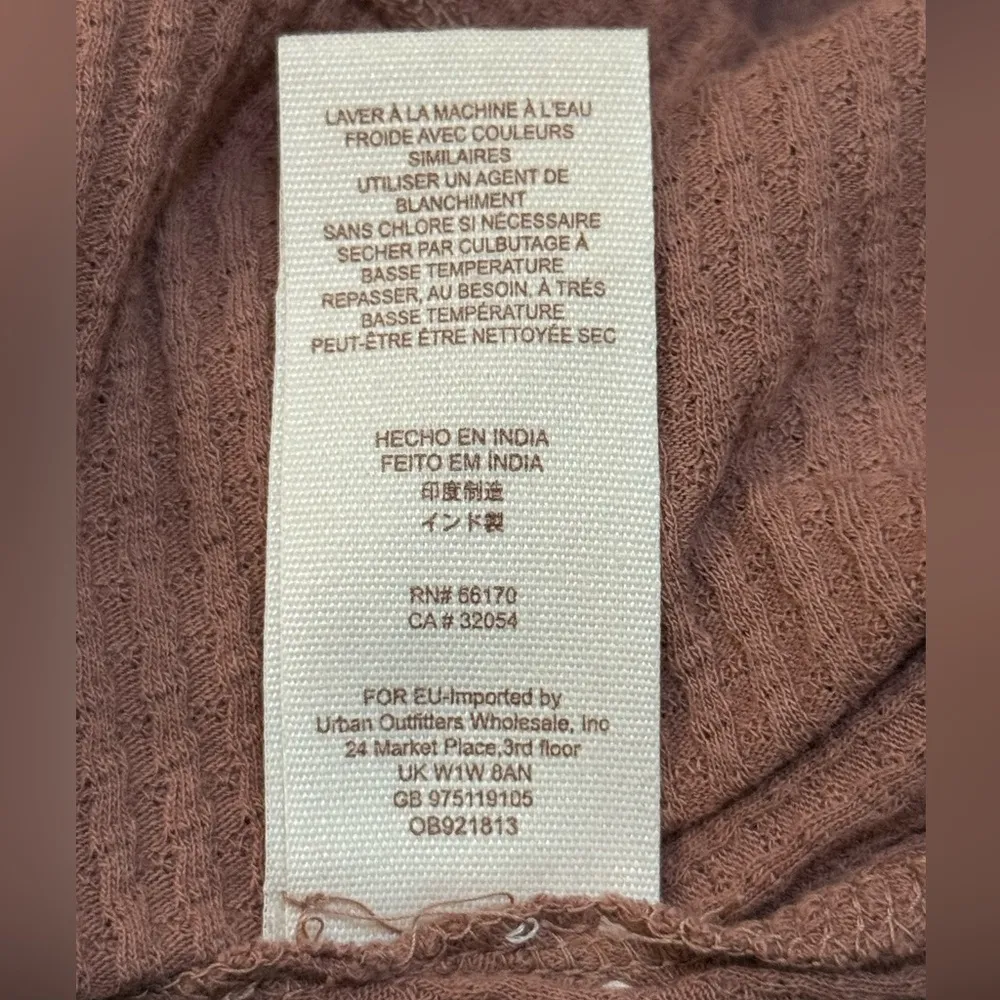 LAVER À LA MACHINE À L'EAU
FROIDE AVEC COULEURS
SIMILAIRES
UTILISER UN AGENT DE
BLANCHIMENT
SANS CHLORE SI NÉCESSAIRE
SECHER PAR CULBUTAGE À
BASSE TEMPERATURE
REPASSER, AU BESOIN, À TRÉS
BASSE TEMPÉRATURE
PEUT-ÊTRE ÊTRE NETTOYÉE SEC
HECHO EN INDIA
FEITO EM ÍNDIA
印度制造
インド製
RN# 66170
CA # 32054
FOR EU-Imported by
Urban Outfitters Wholesale, Inc
24 Market Place,3rd floor
UK W1W 8AN
GB 975119105
OB921813